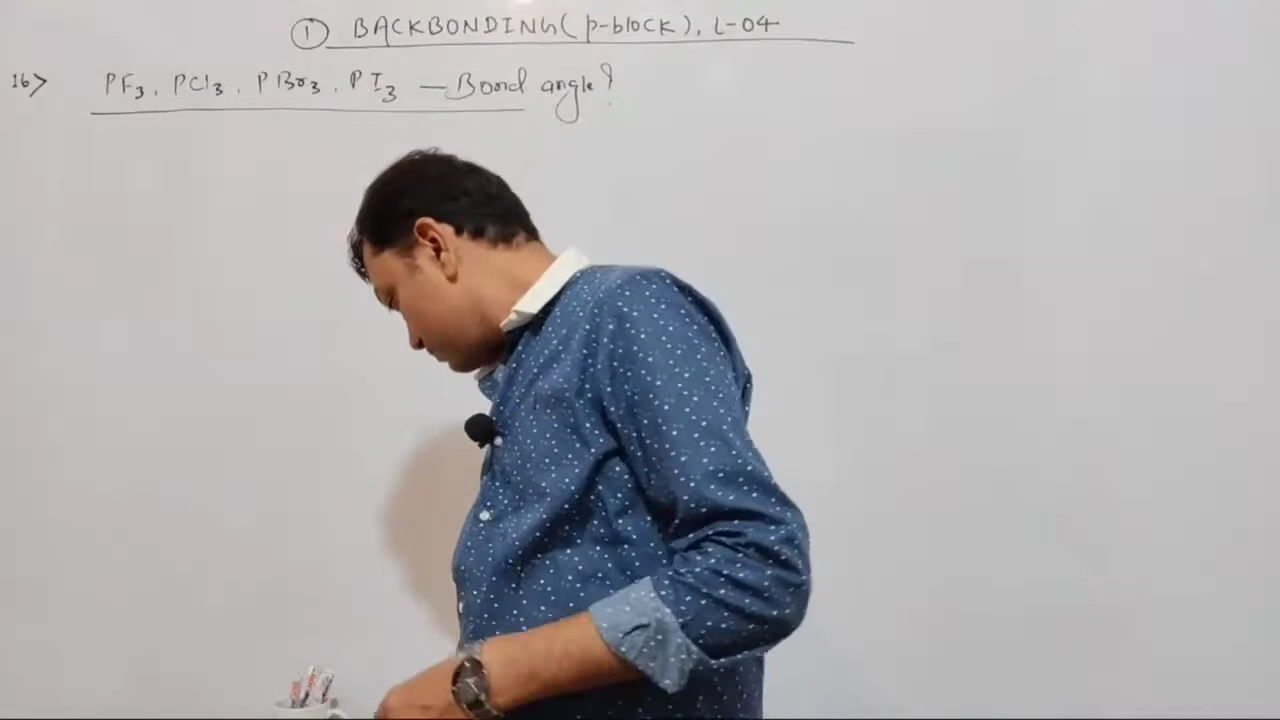 ① BACKBONDING (p-block), L-04
16> PF₃, PCl₃, PBr₃, PI₃ — Bond angle?